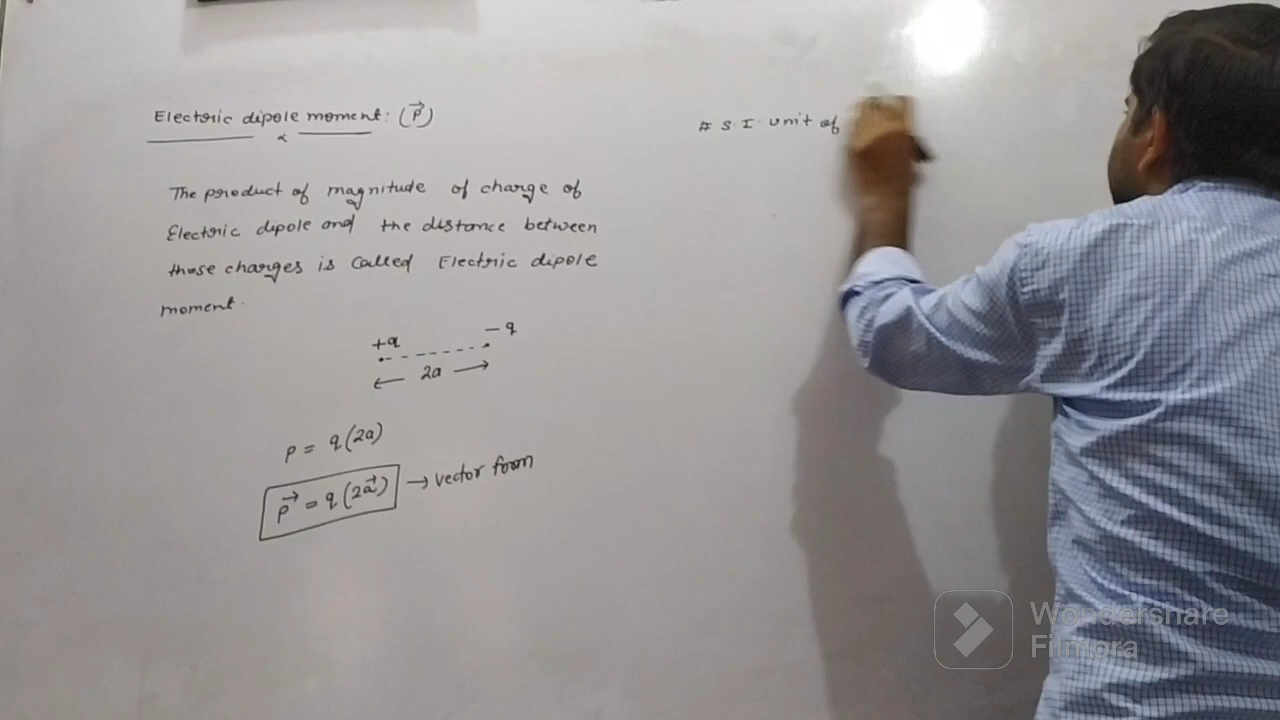 Electric dipole moment: (p⃗)
The product of magnitude of charge of
Electric dipole and the distance between
those charges is called Electric dipole
moment.
+q - q
2a
p = q(2a)
p⃗ = q(2a⃗) → vector form
# S.I. unit of
Wondershare
Filmora